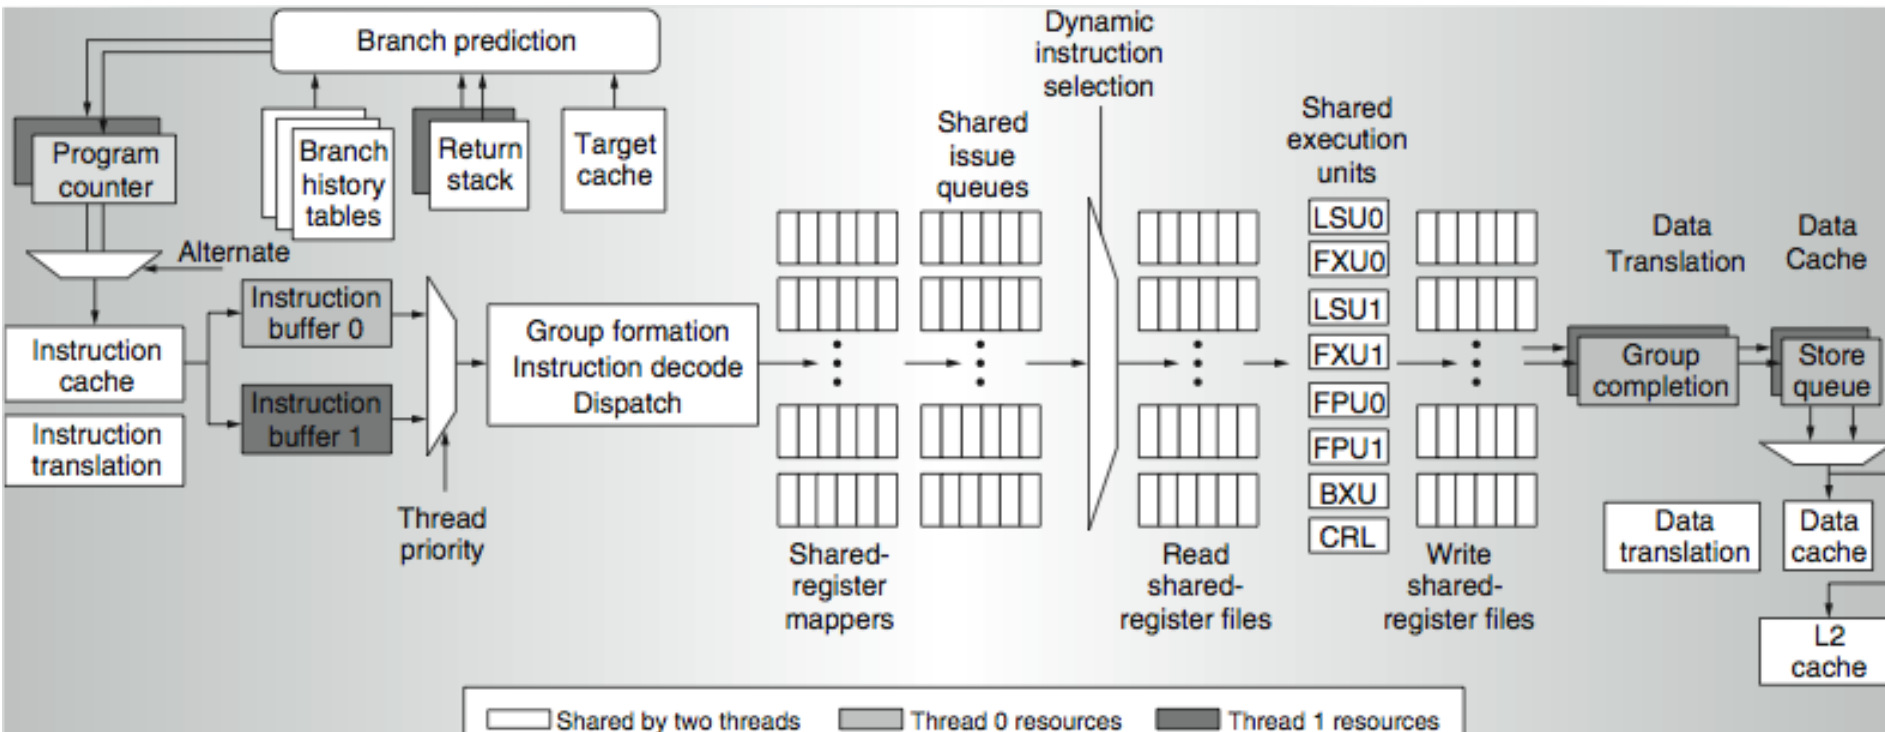 Branch prediction
Program
counter
Branch
history
tables
Return
stack
Target
cache
Alternate
Instruction
cache
Instruction
translation
Instruction
buffer 0
Instruction
buffer 1
Thread
priority
Group formation
Instruction decode
Dispatch
Shared-
register
mappers
Shared
issue
queues
Dynamic
instruction
selection
Read
shared-
register files
Shared
execution
units
LSU0
FXU0
LSU1
FXU1
FPU0
FPU1
BXU
CRL
Write
shared-
register files
Data
Translation
Data
Cache
Group
completion
Store
queue
Data
translation
Data
cache
L2
cache
Shared by two threads
Thread 0 resources
Thread 1 resources